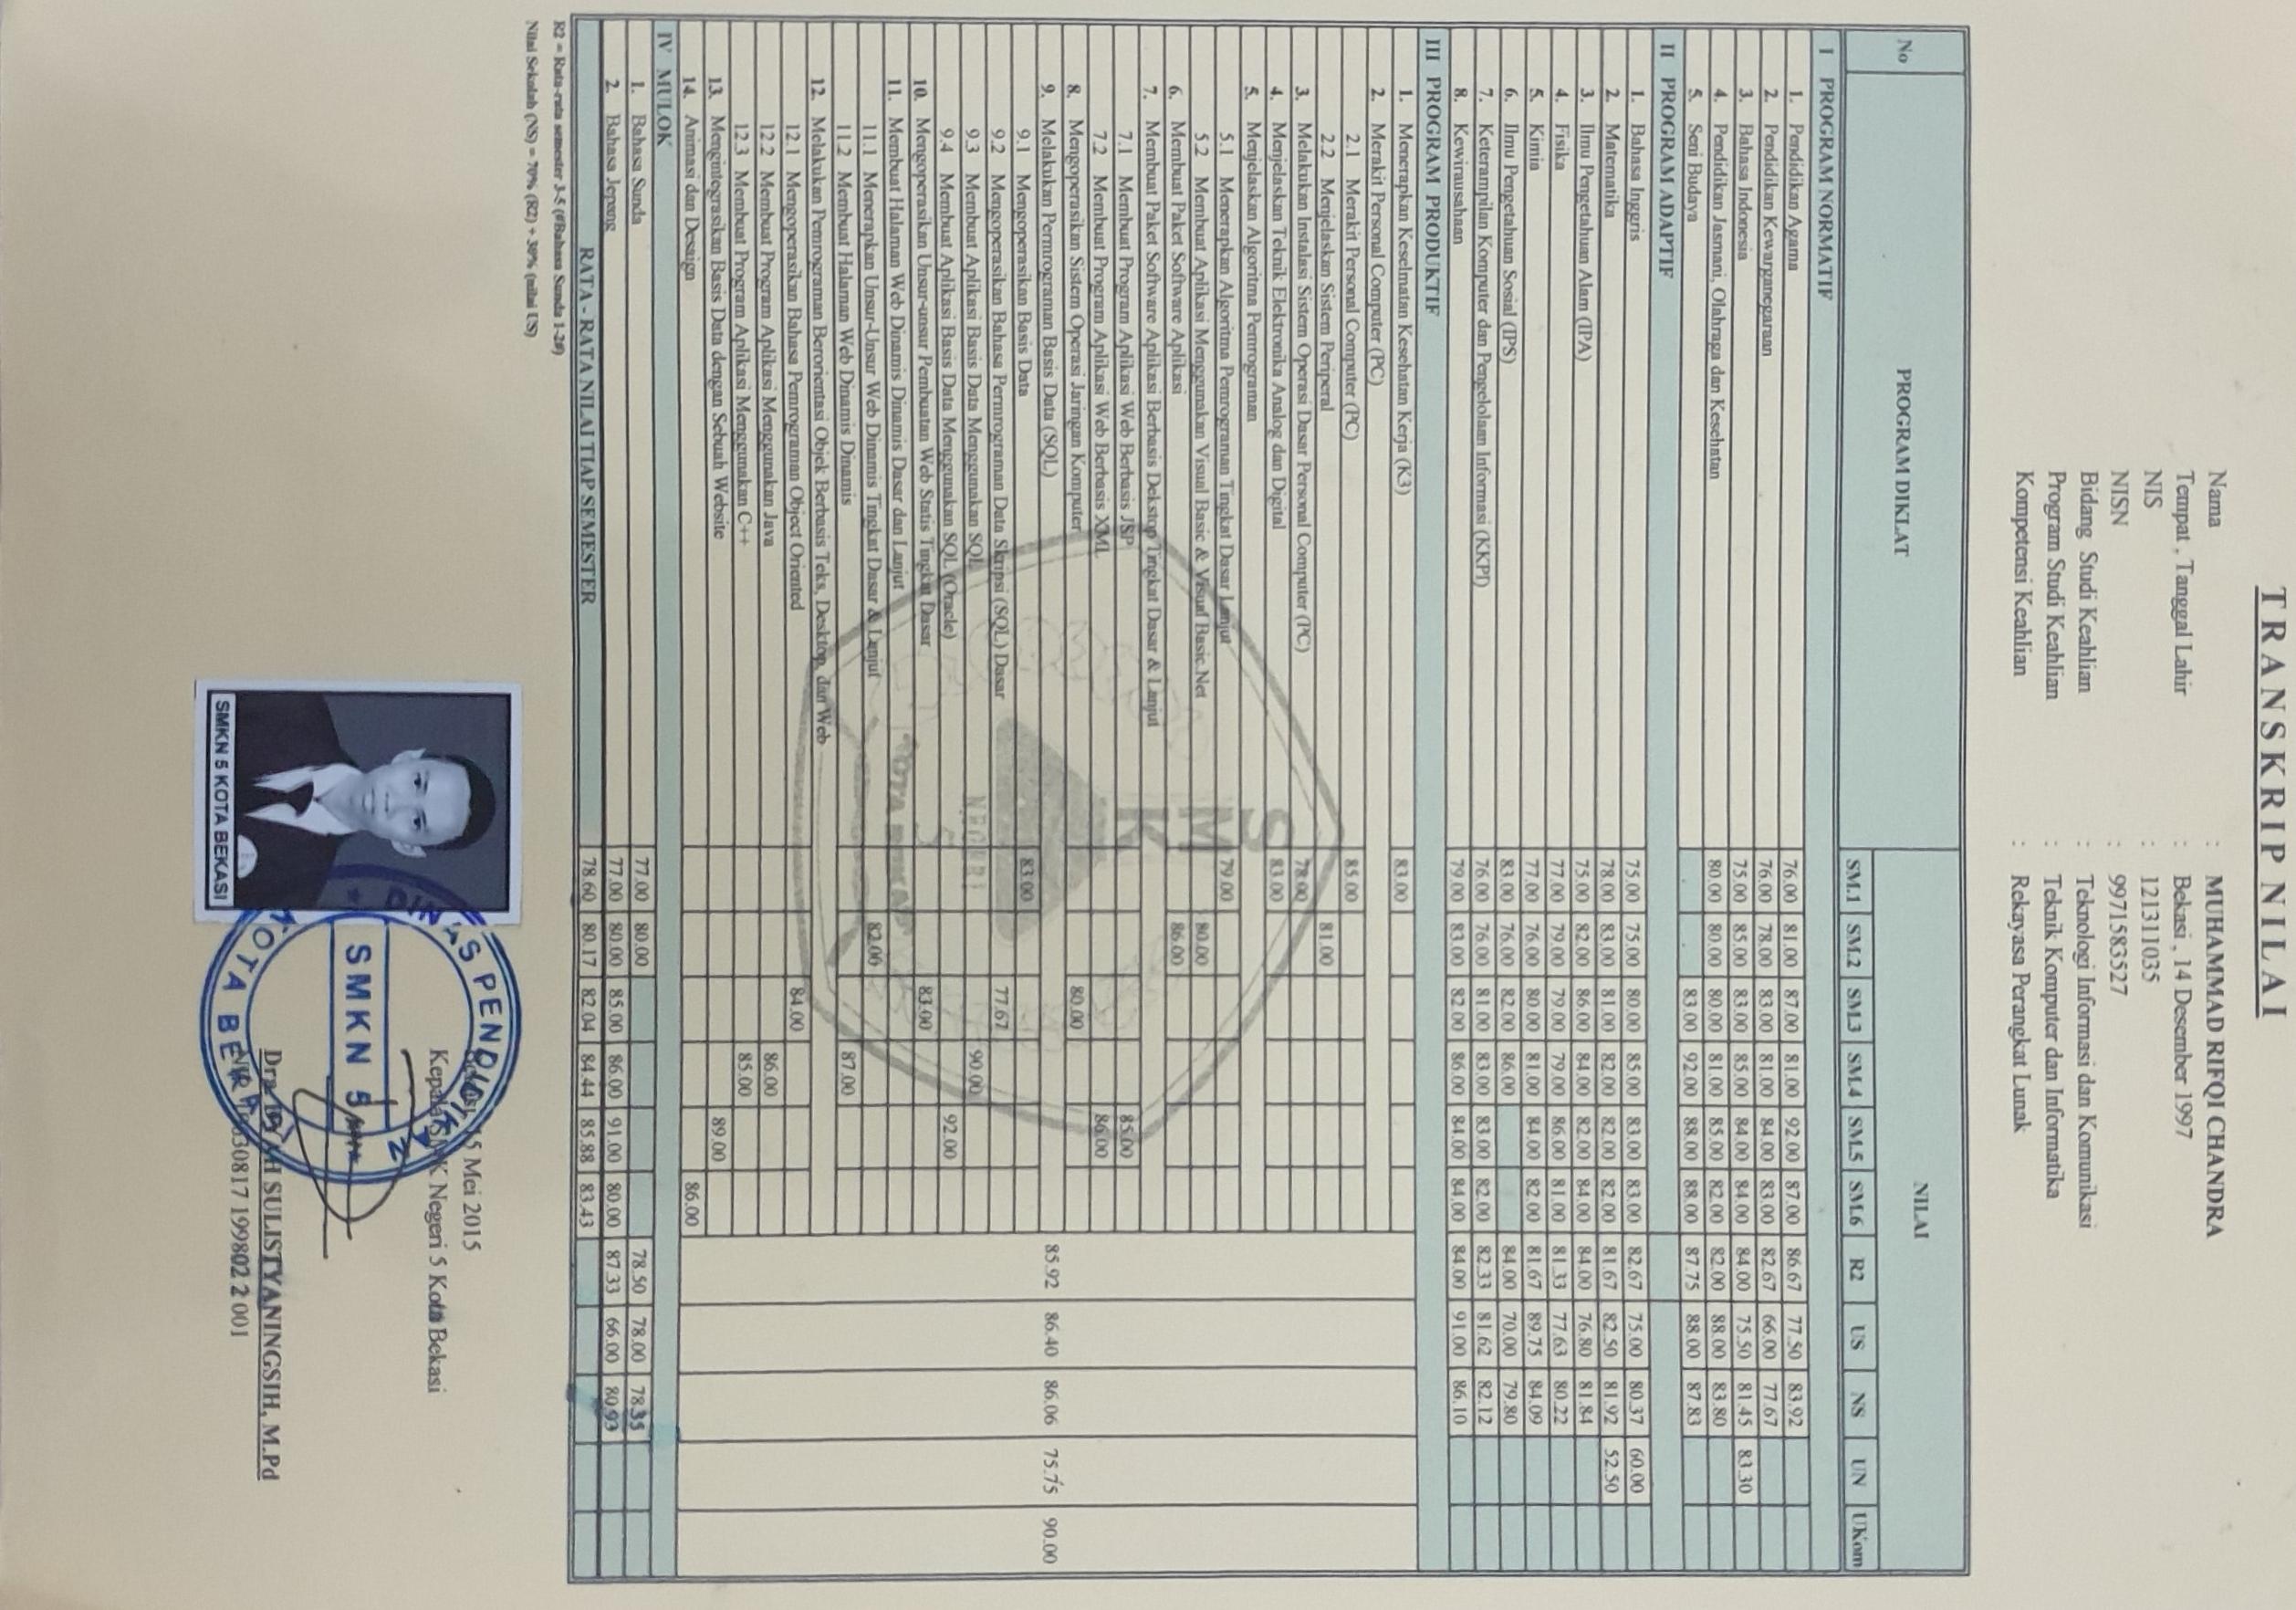 TRANSKRIP NILAI
Nama : MUHAMMAD RIFQI CHANDRA
Tempat , Tanggal Lahir : Bekasi , 14 Desember 1997
NIS : 121311035
NISN : 9971583527
Bidang Studi Keahlian : Teknologi Informasi dan Komunikasi
Program Studi Keahlian : Teknik Komputer dan Informatika
Kompetensi Keahlian : Rekayasa Perangkat Lunak
No PROGRAM DIKLAT NILAI
SM.1 SM.2 SM.3 SM.4 SM.5 SM.6 R2 US NS UN UKom
I PROGRAM NORMATIF
1. Pendidikan Agama 76.00 81.00 87.00 81.00 92.00 87.00 86.67 77.50 83.92
2. Pendidikan Kewarganegaraan 76.00 78.00 83.00 81.00 84.00 83.00 82.67 66.00 77.67
3. Bahasa Indonesia 75.00 85.00 83.00 85.00 84.00 84.00 84.00 75.50 81.45 83.30
4. Pendidikan Jasmani, Olahraga dan Kesehatan 80.00 80.00 80.00 81.00 85.00 82.00 82.00 88.00 83.80
5. Seni Budaya 83.00 92.00 88.00 88.00 87.75 88.00 87.83
II PROGRAM ADAPTIF
1. Bahasa Inggris 75.00 75.00 80.00 85.00 83.00 83.00 82.67 75.00 80.37 60.00
2. Matematika 78.00 83.00 81.00 82.00 82.00 82.00 81.67 82.50 81.92 52.50
3. Ilmu Pengetahuan Alam (IPA) 75.00 82.00 86.00 84.00 82.00 84.00 84.00 76.80 81.84
4. Fisika 77.00 79.00 79.00 79.00 86.00 81.00 81.33 77.63 80.22
5. Kimia 77.00 76.00 80.00 81.00 84.00 82.00 81.67 89.75 84.09
6. Ilmu Pengetahuan Sosial (IPS) 83.00 76.00 82.00 86.00 84.00 70.00 79.80
7. Keterampilan Komputer dan Pengelolaan Informasi (KKPI) 76.00 76.00 81.00 83.00 83.00 82.00 82.33 81.62 82.12
8. Kewirausahaan 79.00 83.00 82.00 86.00 84.00 84.00 84.00 91.00 86.10
III PROGRAM PRODUKTIF
1. Menerapkan Keselmatan Kesehatan Kerja (K3) 83.00
2. Merakit Personal Computer (PC)
2.1 Merakit Personal Computer (PC) 85.00
2.2 Menjelaskan Sistem Periperal 81.00
3. Melakukan Instalasi Sistem Operasi Dasar Personal Computer (PC) 78.00
4. Menjelaskan Teknik Elektronika Analog dan Digital 83.00
5. Menjelaskan Algoritma Pemrograman
5.1 Menerapkan Algoritma Pemrograman Tingkat Dasar Lanjut 79.00
5.2 Membuat Aplikasi Menggunakan Visual Basic & Visual Basic.Net 80.00
6. Membuat Paket Software Aplikasi 86.00
7. Membuat Paket Software Aplikasi Berbasis Dekstop Tingkat Dasar & Lanjut
7.1 Membuat Program Aplikasi Web Berbasis JSP 85.00
7.2 Membuat Program Aplikasi Web Berbasis XML 86.00
8. Mengoperasikan Sistem Operasi Jaringan Komputer 80.00
9. Melakukan Permrograman Basis Data (SQL) 85.92 86.40 86.06 75.75 90.00
9.1 Mengoperasikan Basis Data 83.00
9.2 Mengoperasikan Bahasa Permrograman Data Skripsi (SQL) Dasar 77.67
9.3 Membuat Aplikasi Basis Data Menggunakan SQL 90.00
9.4 Membuat Aplikasi Basis Data Menggunakan SQL (Oracle) 92.00
10. Mengoperasikan Unsur-unsur Pembuatan Web Statis Tingkat Dasar 83.00
11. Membuat Halaman Web Dinamis Dinamis Dasar dan Lanjut
11.1 Menerapkan Unsur-Unsur Web Dinamis Tingkat Dasar & Lanjut 82.00
11.2 Membuat Halaman Web Dinamis Dinamis 87.00
12. Melakukan Pemrograman Berorientasi Objek Berbasis Teks, Desktop, dan Web
12.1 Mengoperasikan Bahasa Pemrograman Object Oriented 84.00
12.2 Membuat Program Aplikasi Menggunakan Java 86.00
12.3 Membuat Program Aplikasi Menggunakan C++ 85.00
13. Mengintegrasikan Basis Data dengan Sebuah Website 89.00
14. Animasi dan Desaign 86.00
IV MULOK
1. Bahasa Sunda 77.00 80.00 78.50 78.00 78.35
2. Bahasa Jepang 77.00 80.00 85.00 86.00 91.00 80.00 87.33 66.00 80.93
RATA - RATA NILAI TIAP SEMESTER 78.60 80.17 82.04 84.44 85.88 83.43
R2 = Rata-rata semester 3-5 (#Bahasa Sunda 1-2#)
Nilai Sekolah (NS) = 70% (R2) + 30% (nilai US)
15 Mei 2015
Kepala SMK Negeri 5 Kota Bekasi
SULISTYANINGSIH, M.Pd
NIP 19630817 199802 2 001
SMKN 5 KOTA BEKASI
DINAS PENDIDIK
SMKN 5
KOTA BEKA
S
M
K
NEGERI
5
KOTA BEKASI